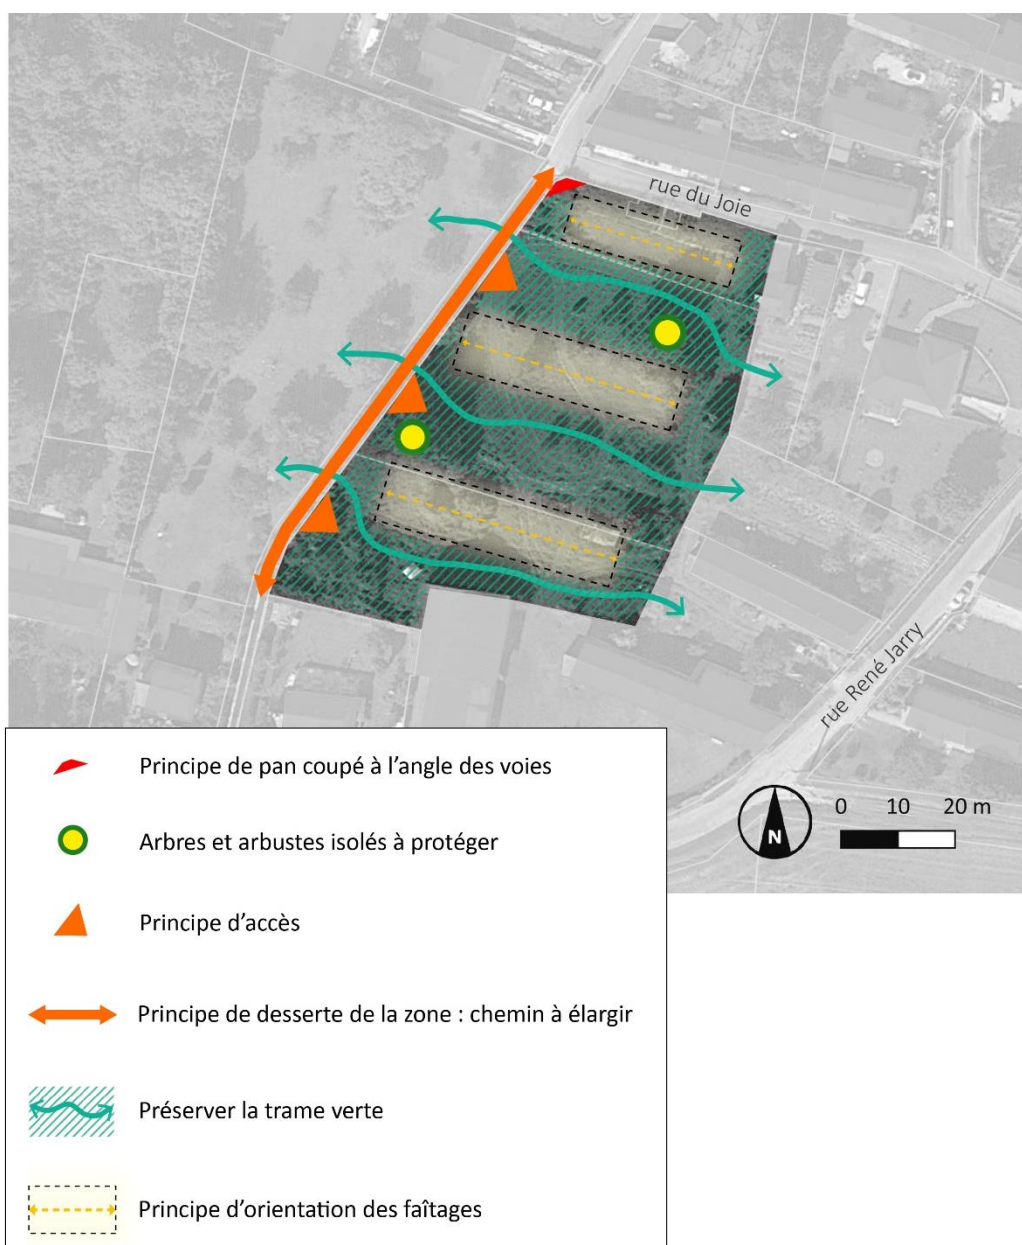 rue du Joie
rue René Jarry
0 10 20 m
N
Principe de pan coupé à l'angle des voies
Arbres et arbustes isolés à protéger
Principe d'accès
Principe de desserte de la zone : chemin à élargir
Préserver la trame verte
Principe d'orientation des faîtages